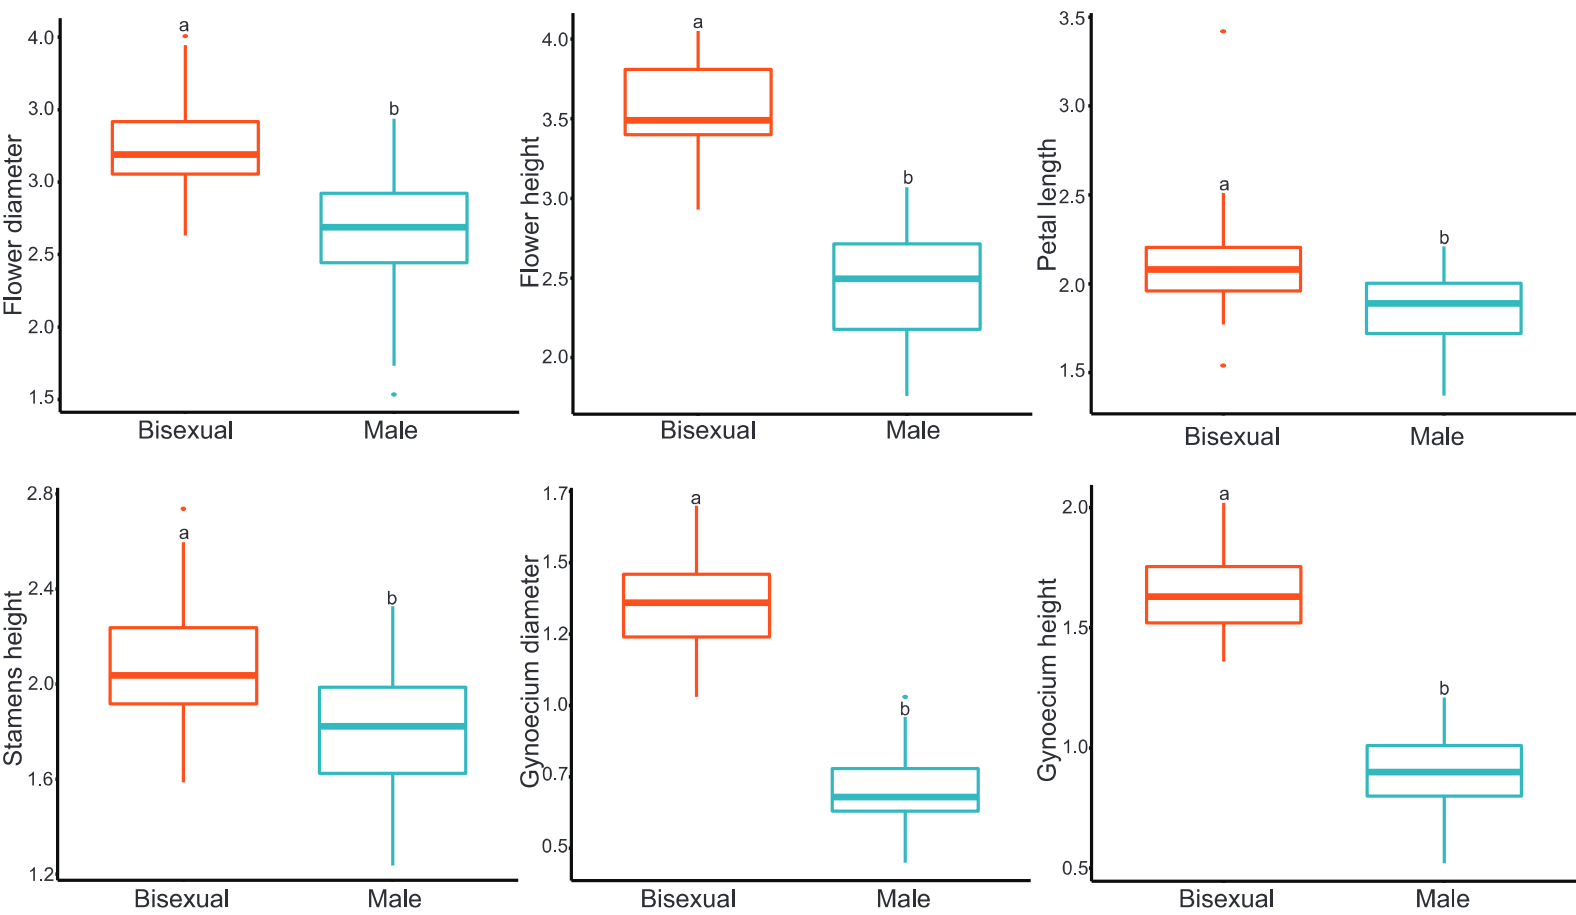 Flower diameter
4.0
3.0
3.0
2.5
2.0
1.5
a
b
Bisexual
Male
Flower height
4.0
3.5
3.0
2.5
2.0
a
b
Bisexual
Male
Petal length
3.5
3.0
2.5
2.0
1.5
a
b
Bisexual
Male
Stamens height
2.8
2.4
2.0
1.6
1.2
a
b
Bisexual
Male
Gynoecium diameter
1.7
1.5
1.2
1.0
0.7
0.5
a
b
Bisexual
Male
Gynoecium height
2.0
1.5
1.0
0.5
a
b
Bisexual
Male